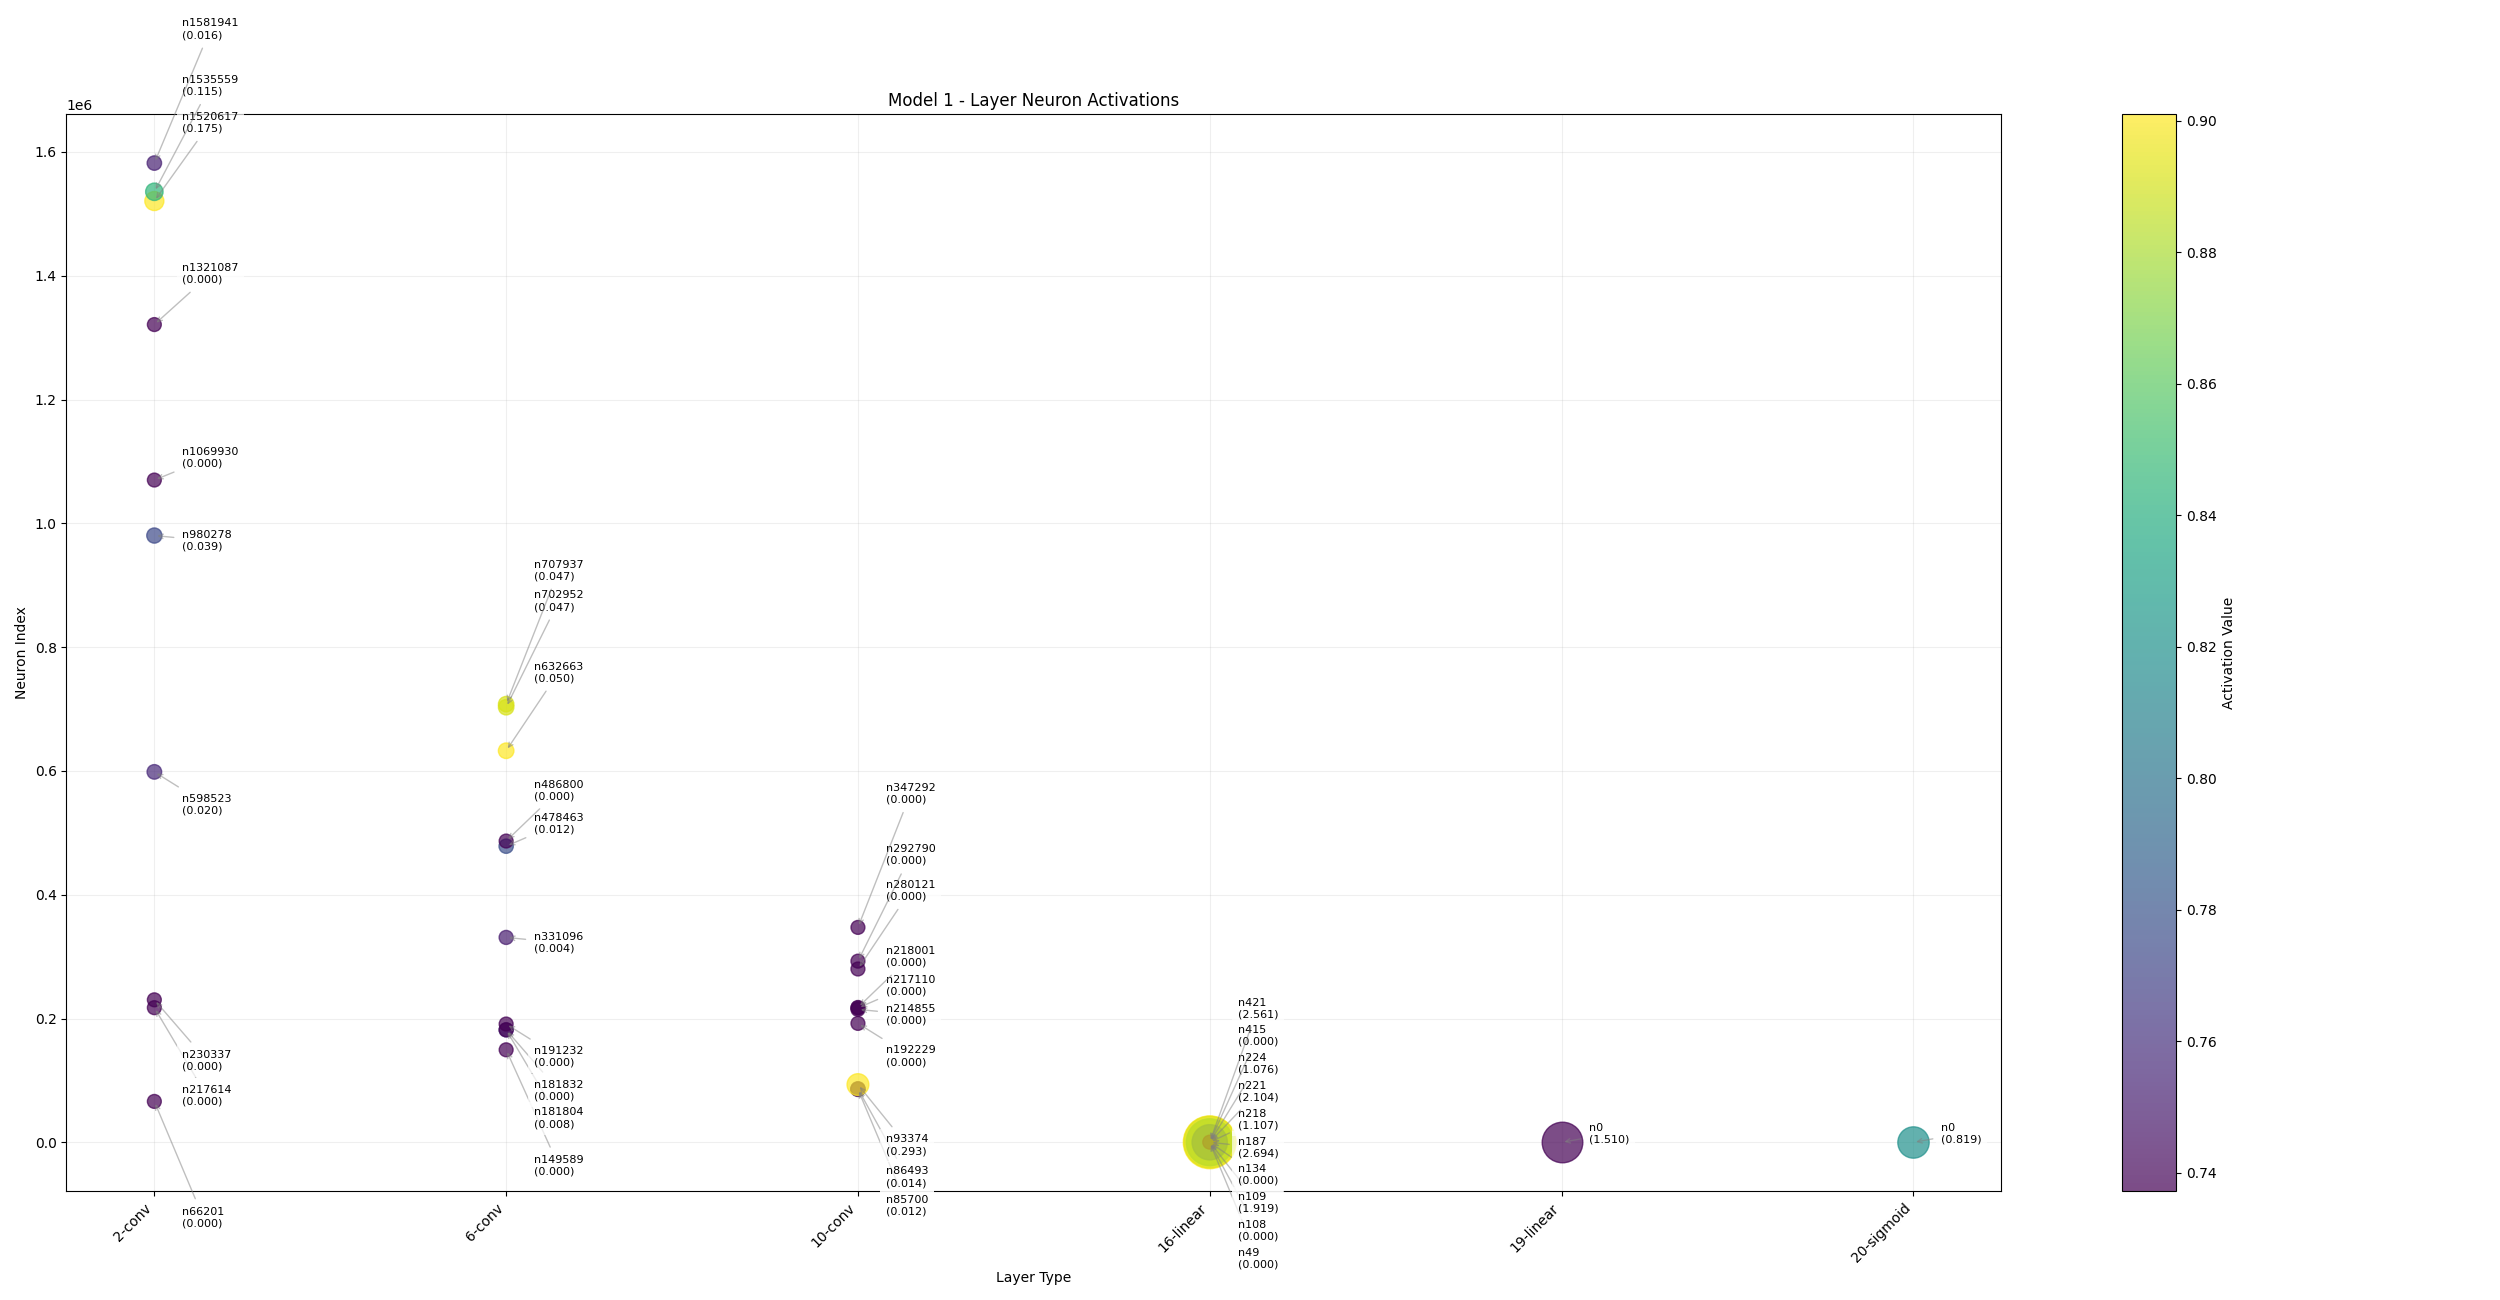 Model 1 - Layer Neuron Activations
1e6
1.6
1.4
1.2
1.0
0.8
0.6
0.4
0.2
0.0
Neuron Index
n1581941
(0.016)
n1535559
(0.115)
n1520617
(0.175)
n1321087
(0.000)
n1069930
(0.000)
n980278
(0.039)
n598523
(0.020)
n230337
(0.000)
n217614
(0.000)
n66201
(0.000)
n707937
(0.047)
n702952
(0.047)
n632663
(0.050)
n486800
(0.000)
n478463
(0.012)
n331096
(0.004)
n191232
(0.000)
n181832
(0.000)
n181804
(0.008)
n149589
(0.000)
n347292
(0.000)
n292790
(0.000)
n280121
(0.000)
n218001
(0.000)
n217110
(0.000)
n214855
(0.000)
n192229
(0.000)
n93374
(0.293)
n86493
(0.014)
n85700
(0.012)
n421
(2.561)
n415
(0.000)
n224
(1.076)
n221
(2.104)
n218
(1.107)
n187
(2.694)
n134
(0.000)
n109
(1.919)
n108
(0.000)
n49
(0.000)
n0
(1.510)
n0
(0.819)
2-conv
6-conv
10-conv
16-linear
19-linear
20-sigmoid
Layer Type
0.90
0.88
0.86
0.84
0.82
0.80
0.78
0.76
0.74
Activation Value